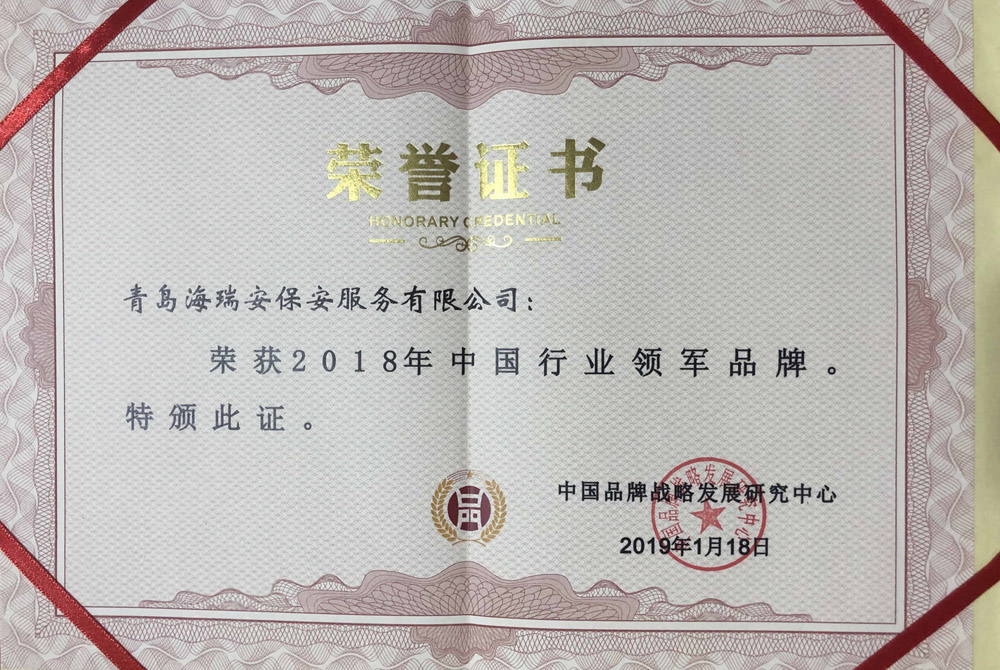 荣誉证书
HONORARY CREDENTIAL
青岛海瑞安保安服务有限公司：
荣获2018年中国行业领军品牌。
特颁此证。
中国品牌战略发展研究中心
2019年1月18日